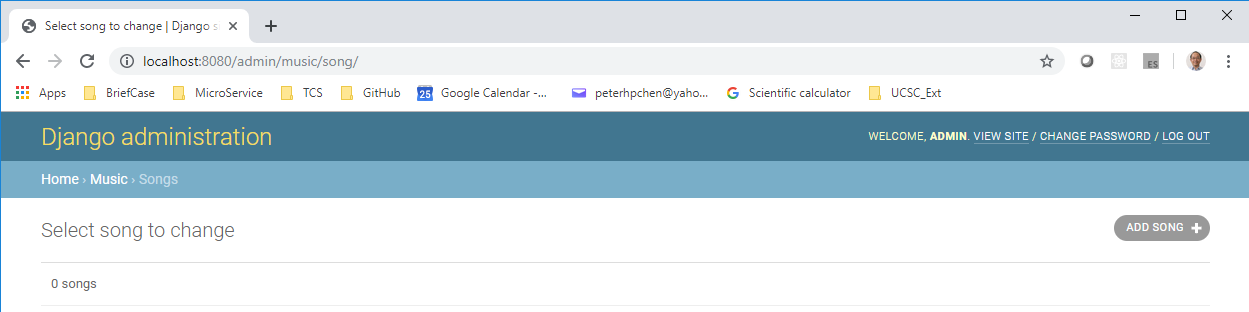 Select song to change | Django s
localhost:8080/admin/music/song/
ES
Apps BriefCase MicroService TCS GitHub 25 Google Calendar -... peterhpchen@yaho... G Scientific calculator UCSC_Ext
Django administration
WELCOME, ADMIN. VIEW SITE / CHANGE PASSWORD / LOG OUT
Home › Music › Songs
Select song to change
ADD SONG +
0 songs